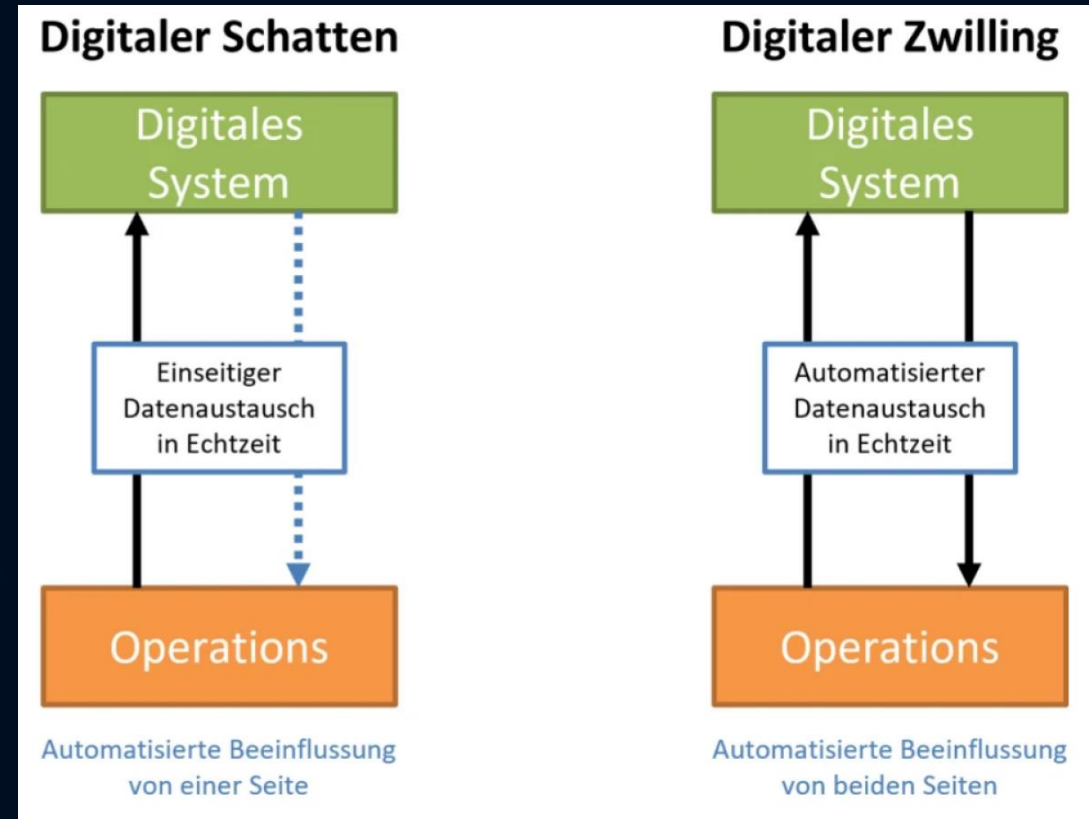 Digitaler Schatten
Digitales
System
Einseitiger
Datenaustausch
in Echtzeit
Operations
Automatisierte Beeinflussung
von einer Seite
Digitaler Zwilling
Digitales
System
Automatisierter
Datenaustausch
in Echtzeit
Operations
Automatisierte Beeinflussung
von beiden Seiten